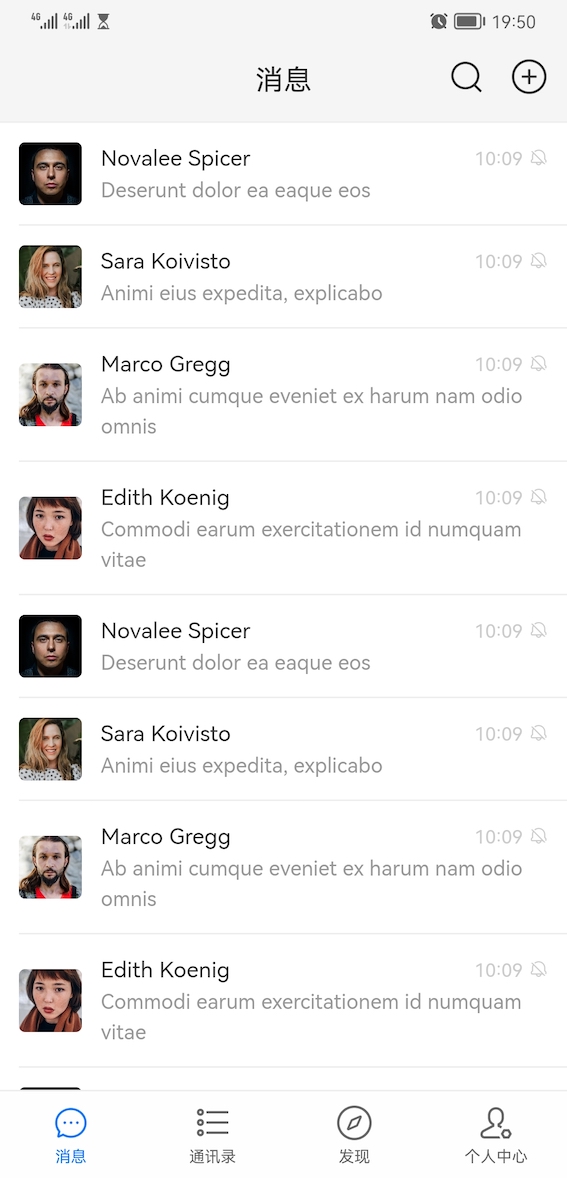 4G 4G 19:50
消息
Novalee Spicer 10:09
Deserunt dolor ea eaque eos
Sara Koivisto 10:09
Animi eius expedita, explicabo
Marco Gregg 10:09
Ab animi cumque eveniet ex harum nam odio
omnis
Edith Koenig 10:09
Commodi earum exercitationem id numquam
vitae
Novalee Spicer 10:09
Deserunt dolor ea eaque eos
Sara Koivisto 10:09
Animi eius expedita, explicabo
Marco Gregg 10:09
Ab animi cumque eveniet ex harum nam odio
omnis
Edith Koenig 10:09
Commodi earum exercitationem id numquam
vitae
消息 通讯录 发现 个人中心